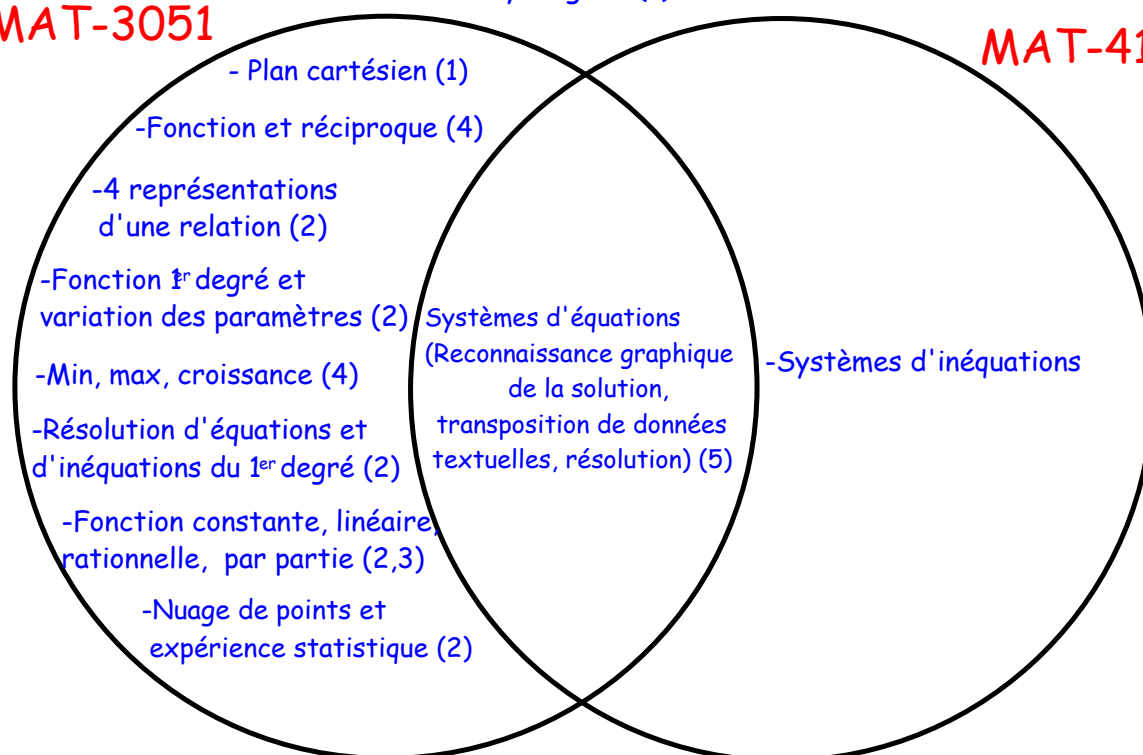 MAT-3051
MAT-41
- Plan cartésien (1)
-Fonction et réciproque (4)
-4 représentations
d'une relation (2)
-Fonction 1er degré et
variation des paramètres (2)
-Min, max, croissance (4)
-Résolution d'équations et
d'inéquations du 1er degré (2)
-Fonction constante, linéaire,
rationnelle, par partie (2,3)
-Nuage de points et
expérience statistique (2)
Systèmes d'équations
(Reconnaissance graphique
de la solution,
transposition de données
textuelles, résolution) (5)
-Systèmes d'inéquations